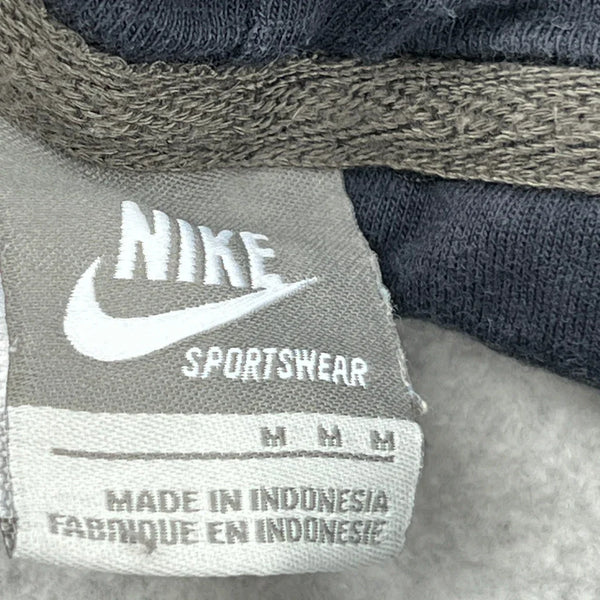 NIKE
SPORTSWEAR
M M M
MADE IN INDONESIA
FABRIQUE EN INDONESIE